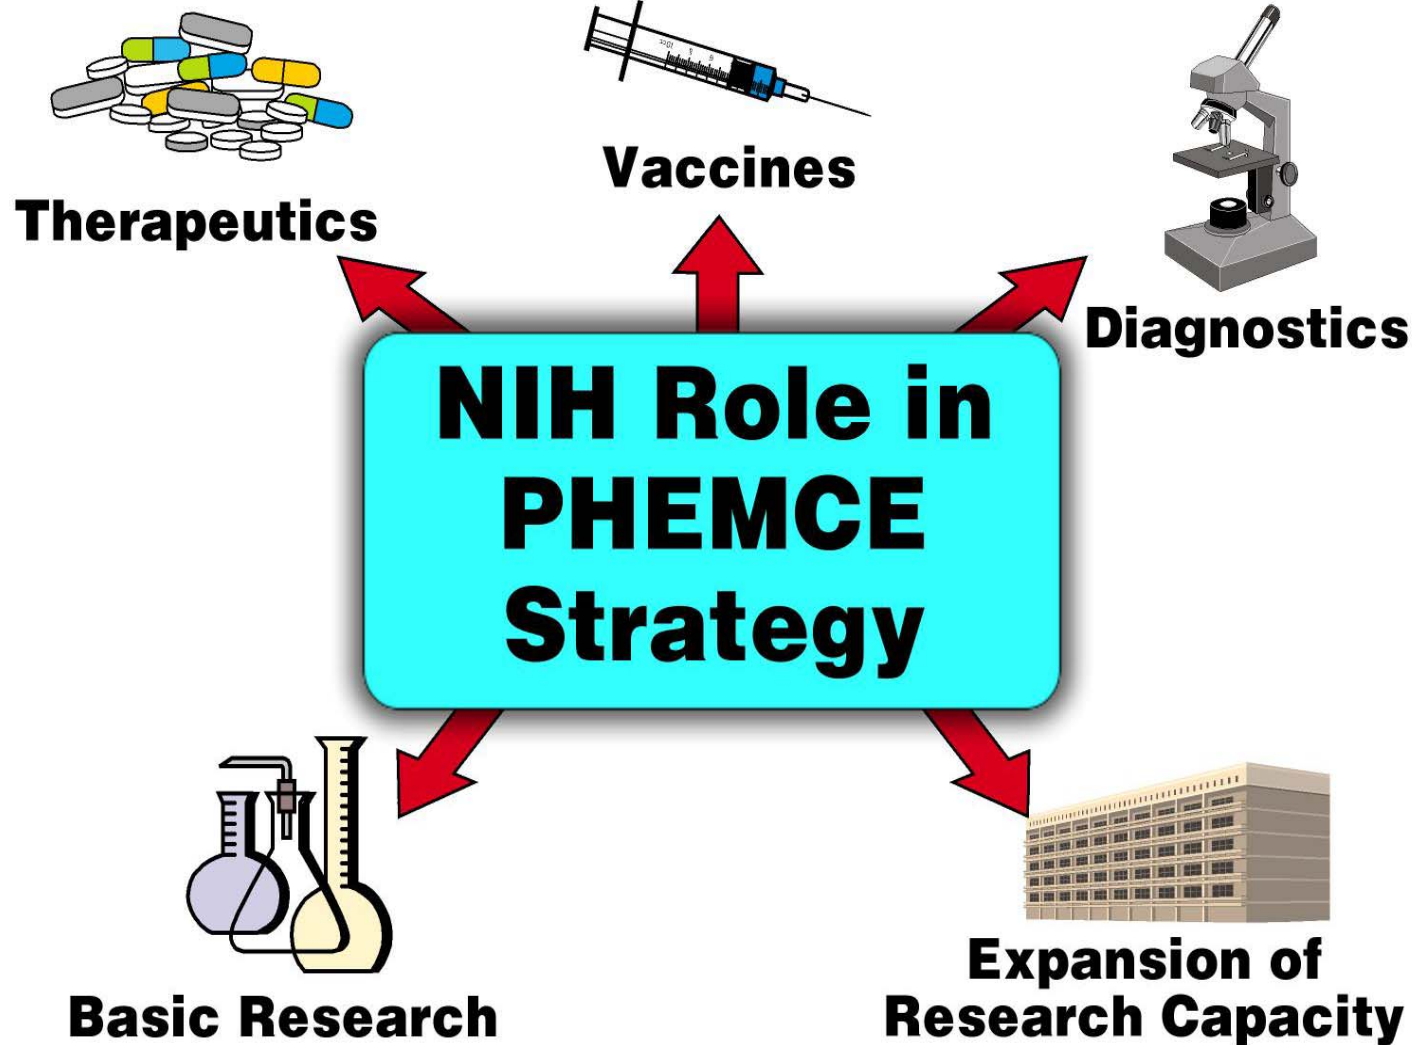 Therapeutics
Vaccines
Diagnostics
NIH Role in
PHEMCE
Strategy
Basic Research
Expansion of
Research Capacity